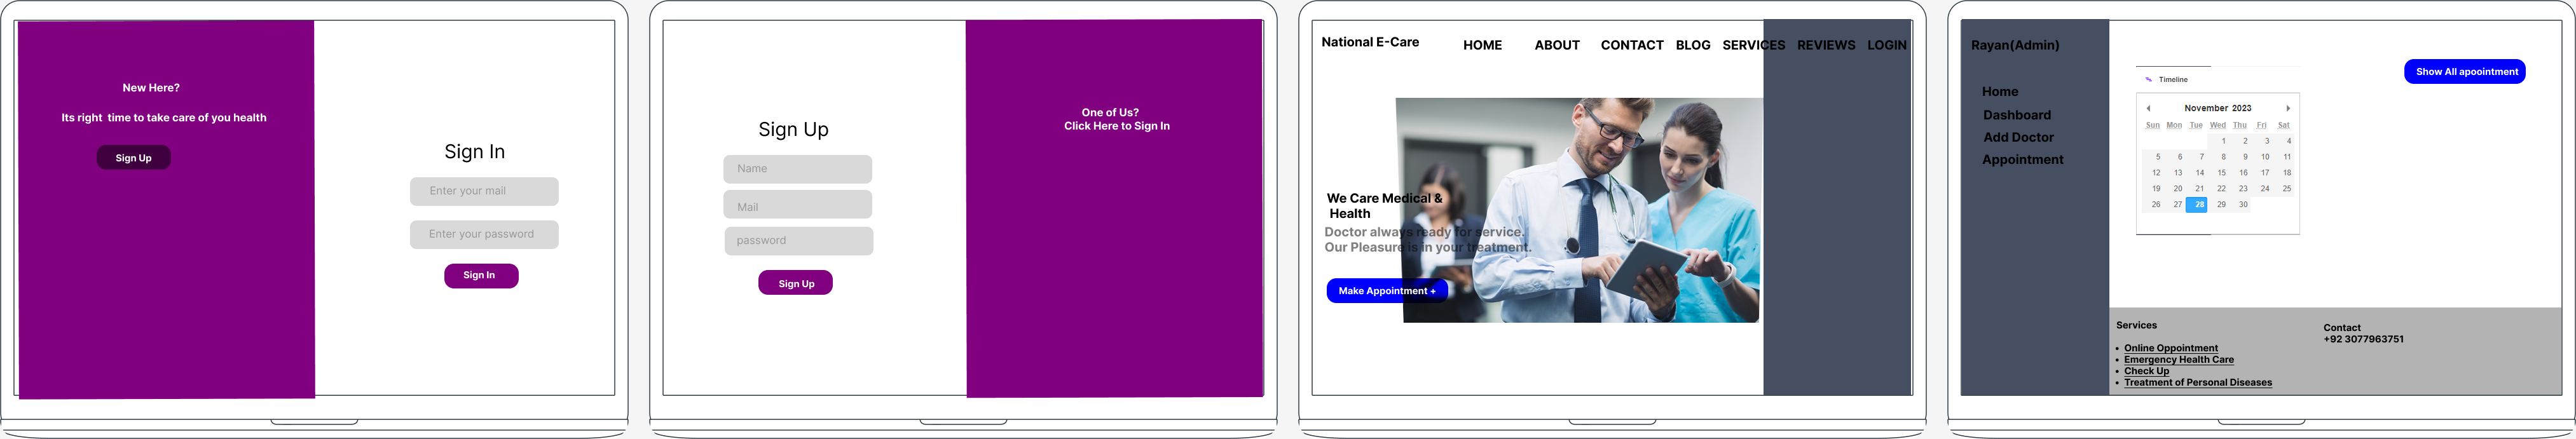 New Here?
Its right time to take care of you health
Sign Up
Sign In
Enter your mail
Enter your password
Sign In
Sign Up
Name
Mail
password
Sign Up
One of Us?
Click Here to Sign In
National E-Care
HOME ABOUT CONTACT BLOG SERVICES REVIEWS LOGIN
We Care Medical &
Health
Doctor always ready for service.
Our Pleasure is in your treatment.
Make Appointment +
Rayan(Admin)
Home
Dashboard
Add Doctor
Appointment
Timeline
November 2023
Sun Mon Tue Wed Thu Fri Sat
1 2 3 4
5 6 7 8 9 10 11
12 13 14 15 16 17 18
19 20 21 22 23 24 25
26 27 28 29 30
Show All apoointment
Services
• Online Oppointment
• Emergency Health Care
• Check Up
• Treatment of Personal Diseases
Contact
+92 3077963751